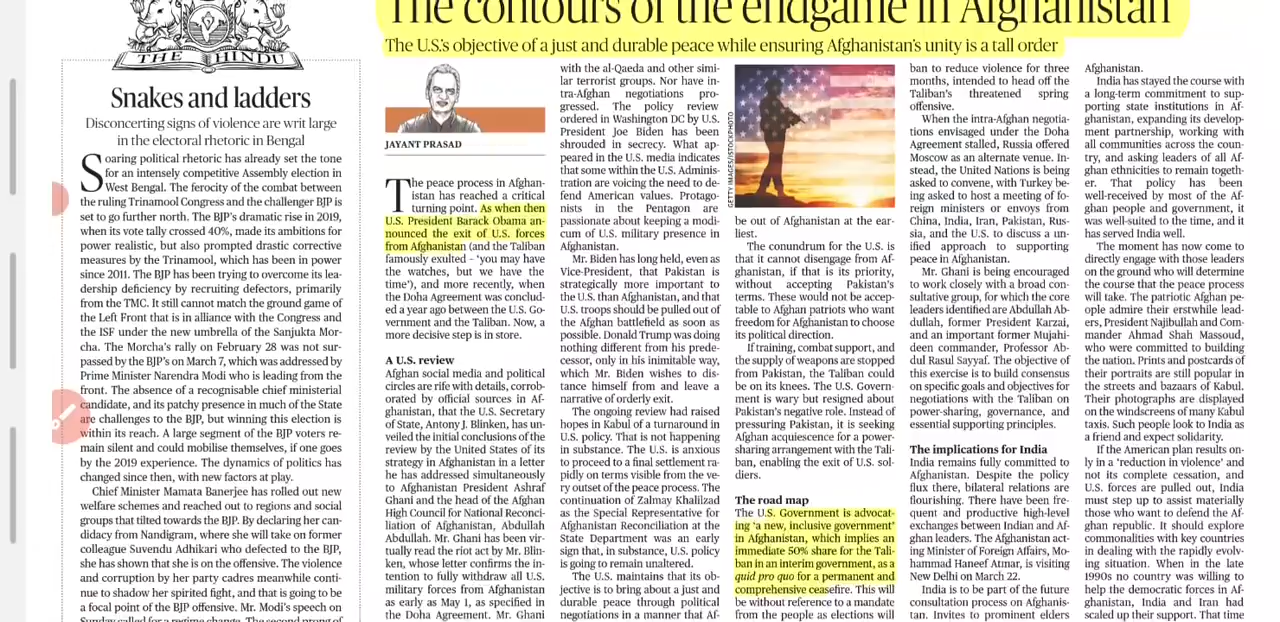 The contours of the endgame in Afghanistan
The U.S.'s objective of a just and durable peace while ensuring Afghanistan's unity is a tall order
THE HINDU
Snakes and ladders
Disconcerting signs of violence are writ large
in the electoral rhetoric in Bengal
Soaring political rhetoric has already set the tone
for an intensely competitive Assembly election in
West Bengal. The ferocity of the combat between
the ruling Trinamool Congress and the challenger BJP is
set to go further north. The BJP's dramatic rise in 2019,
when its vote tally crossed 40%, made its ambitions for
power realistic, but also prompted drastic corrective
measures by the Trinamool, which has been in power
since 2011. The BJP has been trying to overcome its lea-
dership deficiency by recruiting defectors, primarily
from the TMC. It still cannot match the ground game of
the Left Front that is in alliance with the Congress and
the ISF under the new umbrella of the Sanjukta Mor-
cha. The Morcha's rally on February 28 was not sur-
passed by the BJP's on March 7, which was addressed by
Prime Minister Narendra Modi who is leading from the
front. The absence of a recognisable chief ministerial
candidate, and its patchy presence in much of the State
are challenges to the BJP, but winning this election is
within its reach. A large segment of the BJP voters re-
main silent and could mobilise themselves, if one goes
by the 2019 experience. The dynamics of politics has
changed since then, with new factors at play.
Chief Minister Mamata Banerjee has rolled out new
welfare schemes and reached out to regions and social
groups that tilted towards the BJP. By declaring her can-
didacy from Nandigram, where she will take on former
colleague Suvendu Adhikari who defected to the BJP,
she has shown that she is on the offensive. The violence
and corruption by her party cadres meanwhile conti-
nue to shadow her spirited fight, and that is going to be
a focal point of the BJP offensive. Mr. Modi's speech on
Sunday called for a regime change. The second prong of
JAYANT PRASAD
The peace process in Afghan-
istan has reached a critical
turning point. As when then
U.S. President Barack Obama an-
nounced the exit of U.S. forces
from Afghanistan (and the Taliban
famously exulted – 'you may have
the watches, but we have the
time'), and more recently, when
the Doha Agreement was conclud-
ed a year ago between the U.S. Go-
vernment and the Taliban. Now, a
more decisive step is in store.
A U.S. review
Afghan social media and political
circles are rife with details, corrob-
orated by official sources in Af-
ghanistan, that the U.S. Secretary
of State, Antony J. Blinken, has un-
veiled the initial conclusions of the
review by the United States of its
strategy in Afghanistan in a letter
he has addressed simultaneously
to Afghanistan President Ashraf
Ghani and the head of the Afghan
High Council for National Reconci-
liation of Afghanistan, Abdullah
Abdullah. Mr. Ghani has been vir-
tually read the riot act by Mr. Blin-
ken, whose letter confirms the in-
tention to fully withdraw all U.S.
military forces from Afghanistan
as early as May 1, as specified in
the Doha Agreement. Mr. Ghani
with the al-Qaeda and other simi-
lar terrorist groups. Nor have in-
tra-Afghan negotiations pro-
gressed. The policy review
ordered in Washington DC by U.S.
President Joe Biden has been
shrouded in secrecy. What ap-
peared in the U.S. media indicates
that some within the U.S. Adminis-
tration are voicing the need to de-
fend American values. Protago-
nists in the Pentagon are
passionate about keeping a modi-
cum of U.S. military presence in
Afghanistan.
Mr. Biden has long held, even as
Vice-President, that Pakistan is
strategically more important to
the U.S. than Afghanistan, and that
U.S. troops should be pulled out of
the Afghan battlefield as soon as
possible. Donald Trump was doing
nothing different from his prede-
cessor, only in his inimitable way,
which Mr. Biden wishes to dis-
tance himself from and leave a
narrative of orderly exit.
The ongoing review had raised
hopes in Kabul of a turnaround in
U.S. policy. That is not happening
in substance. The U.S. is anxious
to proceed to a final settlement ra-
pidly on terms visible from the ve-
ry outset of the peace process. The
continuation of Zalmay Khalilzad
as the Special Representative for
Afghanistan Reconciliation at the
State Department was an early
sign that, in substance, U.S. policy
is going to remain unaltered.
The U.S. maintains that its ob-
jective is to bring about a just and
durable peace through political
negotiations in a manner that Af-
GETTY IMAGES/ISTOCKPHOTO
be out of Afghanistan at the ear-
liest.
The conundrum for the U.S. is
that it cannot disengage from Af-
ghanistan, if that is its priority,
without accepting Pakistan's
terms. These would not be accep-
table to Afghan patriots who want
freedom for Afghanistan to choose
its political direction.
If training, combat support, and
the supply of weapons are stopped
from Pakistan, the Taliban could
be on its knees. The U.S. Govern-
ment is wary but resigned about
Pakistan's negative role. Instead of
pressuring Pakistan, it is seeking
Afghan acquiescence for a power-
sharing arrangement with the Tali-
ban, enabling the exit of U.S. sol-
diers.
The road map
The U.S. Government is advocat-
ing 'a new, inclusive government'
in Afghanistan, which implies an
immediate 50% share for the Tali-
ban in an interim government, as a
quid pro quo for a permanent and
comprehensive ceasefire. This will
be without reference to a mandate
from the people as elections will
ban to reduce violence for three
months, intended to head off the
Taliban's threatened spring
offensive.
When the intra-Afghan negotia-
tions envisaged under the Doha
Agreement stalled, Russia offered
Moscow as an alternate venue. In-
stead, the United Nations is being
asked to convene, with Turkey be-
ing asked to host a meeting of fo-
reign ministers or envoys from
China, India, Iran, Pakistan, Rus-
sia, and the U.S. to discuss a un-
ified approach to supporting
peace in Afghanistan.
Mr. Ghani is being encouraged
to work closely with a broad con-
sultative group, for which the core
leaders identified are Abdullah Ab-
dullah, former President Karzai,
and an important former Mujahi-
deen commander, Professor Ab-
dul Rasul Sayyaf. The objective of
this exercise is to build consensus
on specific goals and objectives for
negotiations with the Taliban on
power-sharing, governance, and
essential supporting principles.
The implications for India
India remains fully committed to
Afghanistan. Despite the policy
flux there, bilateral relations are
flourishing. There have been fre-
quent and productive high-level
exchanges between Indian and Af-
ghan leaders. The Afghanistan act-
ing Minister of Foreign Affairs, Mo-
hammad Haneef Atmar, is visiting
New Delhi on March 22.
India is to be part of the future
consultation process on Afghanis-
tan. Invites to prominent elders
Afghanistan.
India has stayed the course with
a long-term commitment to sup-
porting state institutions in Af-
ghanistan, expanding its develop-
ment partnership, working with
all communities across the coun-
try, and asking leaders of all Af-
ghan ethnicities to remain togeth-
er. That policy has been
well-received by most of the Af-
ghan people and government, it
was well-suited to the time, and it
has served India well.
The moment has now come to
directly engage with those leaders
on the ground who will determine
the course that the peace process
will take. The patriotic Afghan pe-
ople admire their erstwhile lead-
ers, President Najibullah and Com-
mander Ahmad Shah Massoud,
who were committed to building
the nation. Prints and postcards of
their portraits are still popular in
the streets and bazaars of Kabul.
Their photographs are displayed
on the windscreens of many Kabul
taxis. Such people look to India as
a friend and expect solidarity.
If the American plan results on-
ly in a 'reduction in violence' and
not its complete cessation, and
U.S. forces are pulled out, India
must step up to assist materially
those who want to defend the Af-
ghan republic. It should explore
commonalities with key countries
in dealing with the rapidly evolv-
ing situation. When in the late
1990s no country was willing to
help the democratic forces in Af-
ghanistan, India and Iran had
scaled up their support. That time